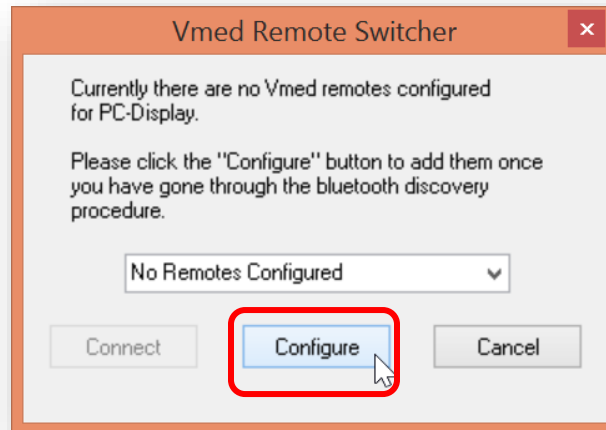 Vmed Remote Switcher
Currently there are no Vmed remotes configured
for PC-Display.
Please click the "Configure" button to add them once
you have gone through the bluetooth discovery
procedure.
No Remotes Configured
Connect Configure Cancel